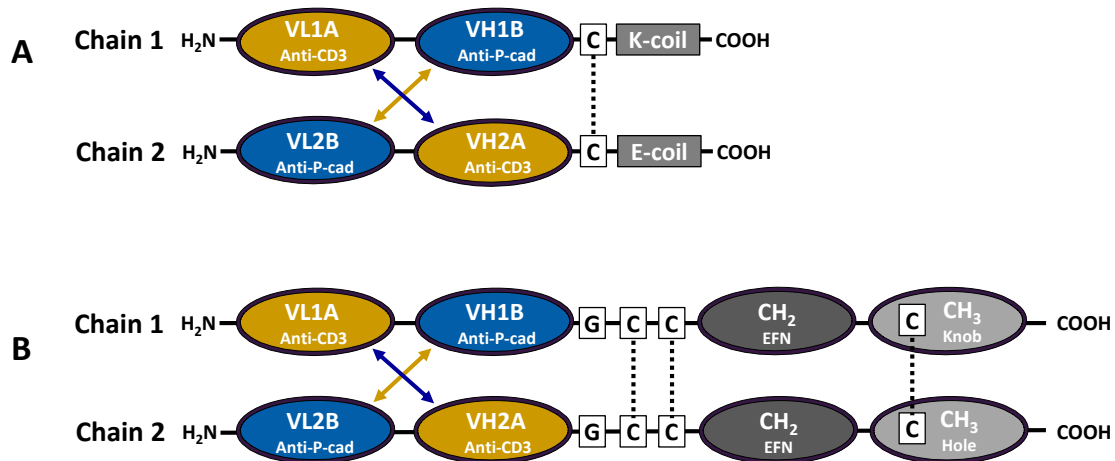 A
Chain 1 H₂N VL1A Anti-CD3 VH1B Anti-P-cad C K-coil COOH
Chain 2 H₂N VL2B Anti-P-cad VH2A Anti-CD3 C E-coil COOH
B
Chain 1 H₂N VL1A Anti-CD3 VH1B Anti-P-cad G C C CH₂ EFN C CH₃ Knob COOH
Chain 2 H₂N VL2B Anti-P-cad VH2A Anti-CD3 G C C CH₂ EFN C CH₃ Hole COOH